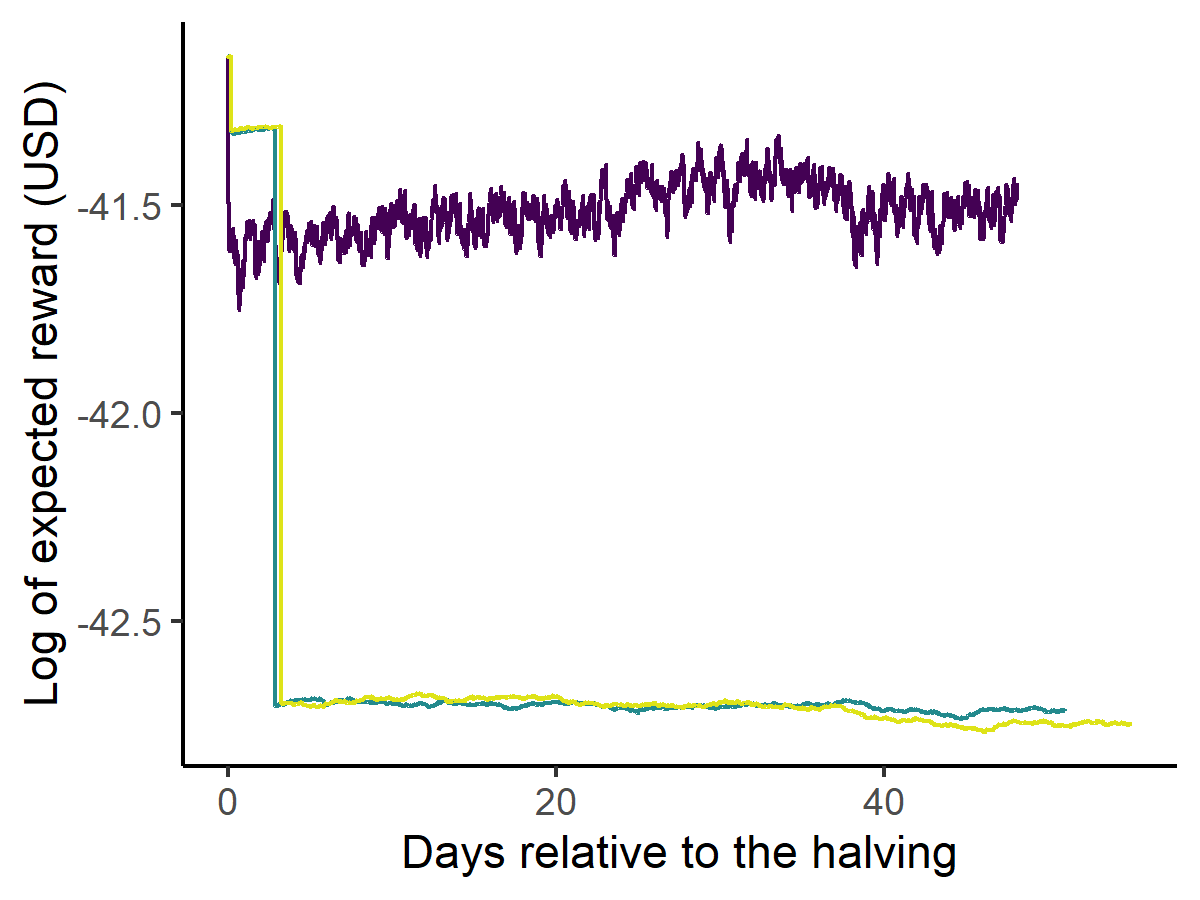 Log of expected reward (USD)
-41.5
-42.0
-42.5
0 20 40
Days relative to the halving